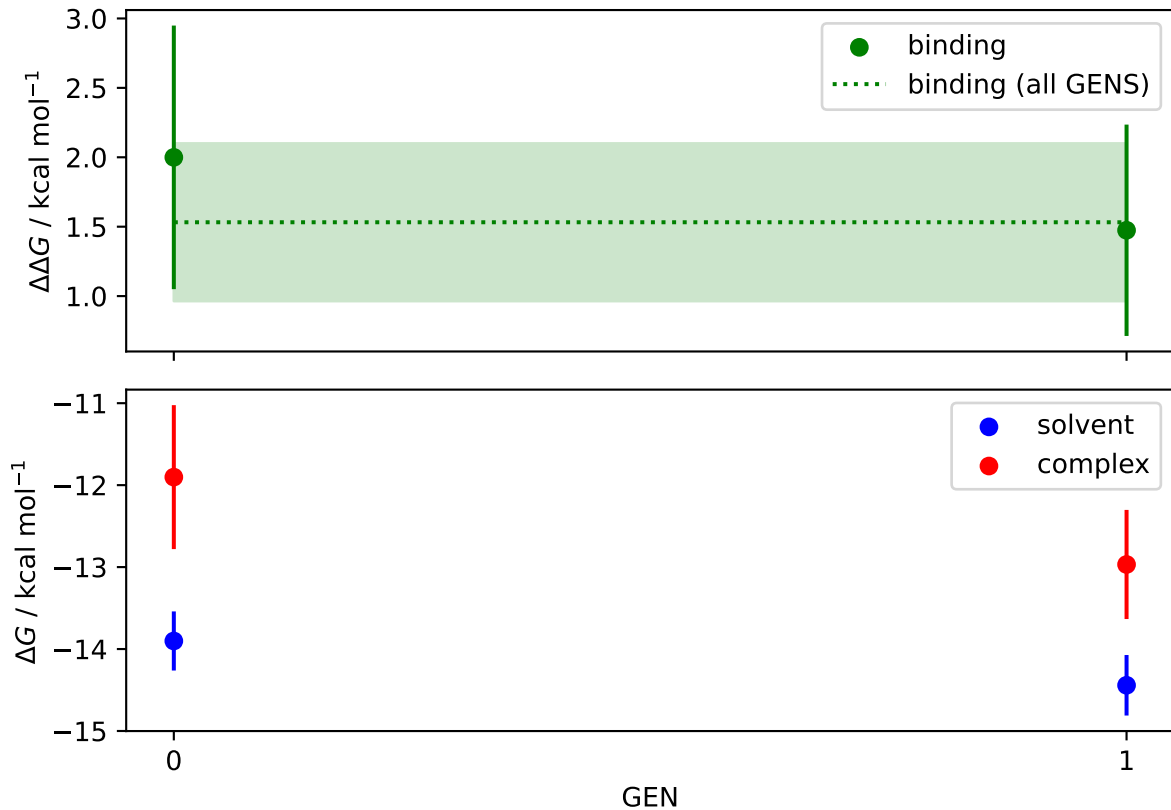 3.0
2.5
2.0
1.5
1.0
ΔΔG / kcal mol⁻¹
binding
binding (all GENS)
−11
−12
−13
−14
−15
ΔG / kcal mol⁻¹
solvent
complex
0
1
GEN